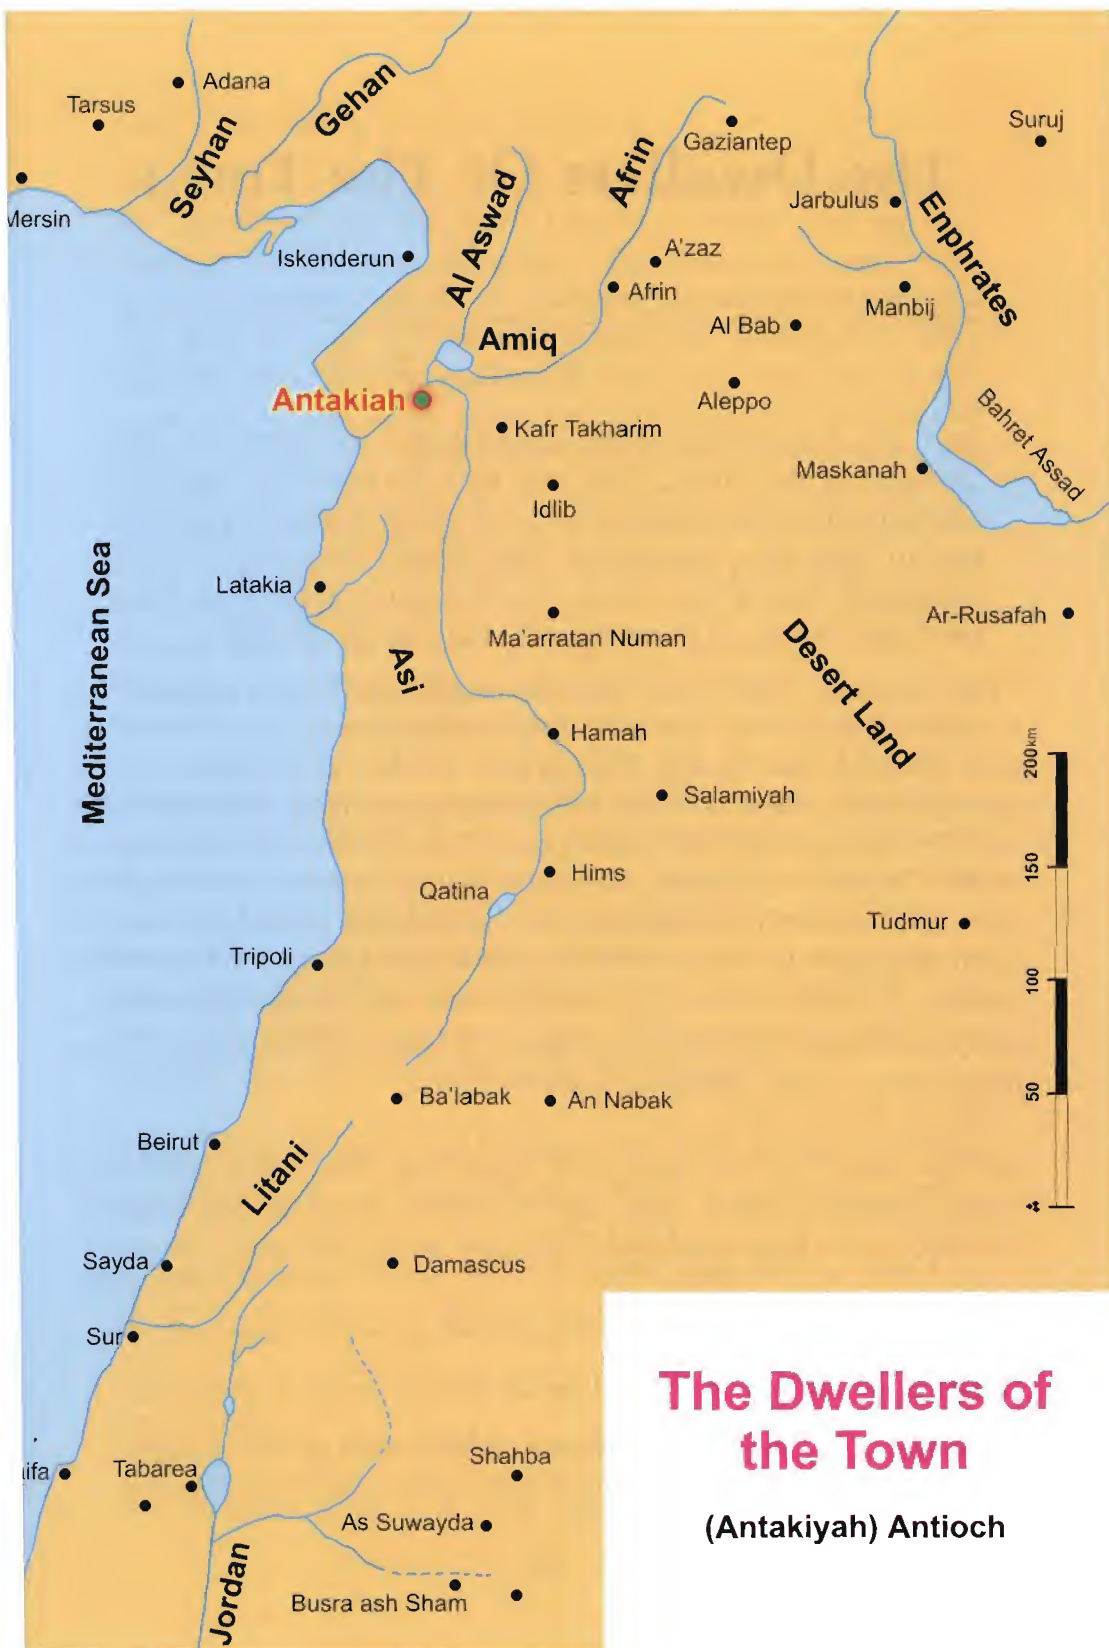 Adana
Tarsus
Seyhan
Gehan
Mersin
Iskenderun
Al Aswad
Afrin
Gaziantep
Suruj
Jarbulus
Enphrates
A'zaz
Afrin
Manbij
Al Bab
Amiq
Antakiah
Aleppo
Kafr Takharim
Bahret Assad
Maskanah
Idlib
Mediterranean Sea
Latakia
Ar-Rusafah
Ma'arratan Numan
Desert Land
Asi
Hamah
Salamiyah
Hims
Qatina
Tudmur
Tripoli
200km
150
100
50
Ba'labak
An Nabak
Beirut
Litani
Sayda
Damascus
Sur
ifa
Tabarea
Shahba
As Suwayda
Jordan
Busra ash Sham
The Dwellers of
the Town
(Antakiyah) Antioch